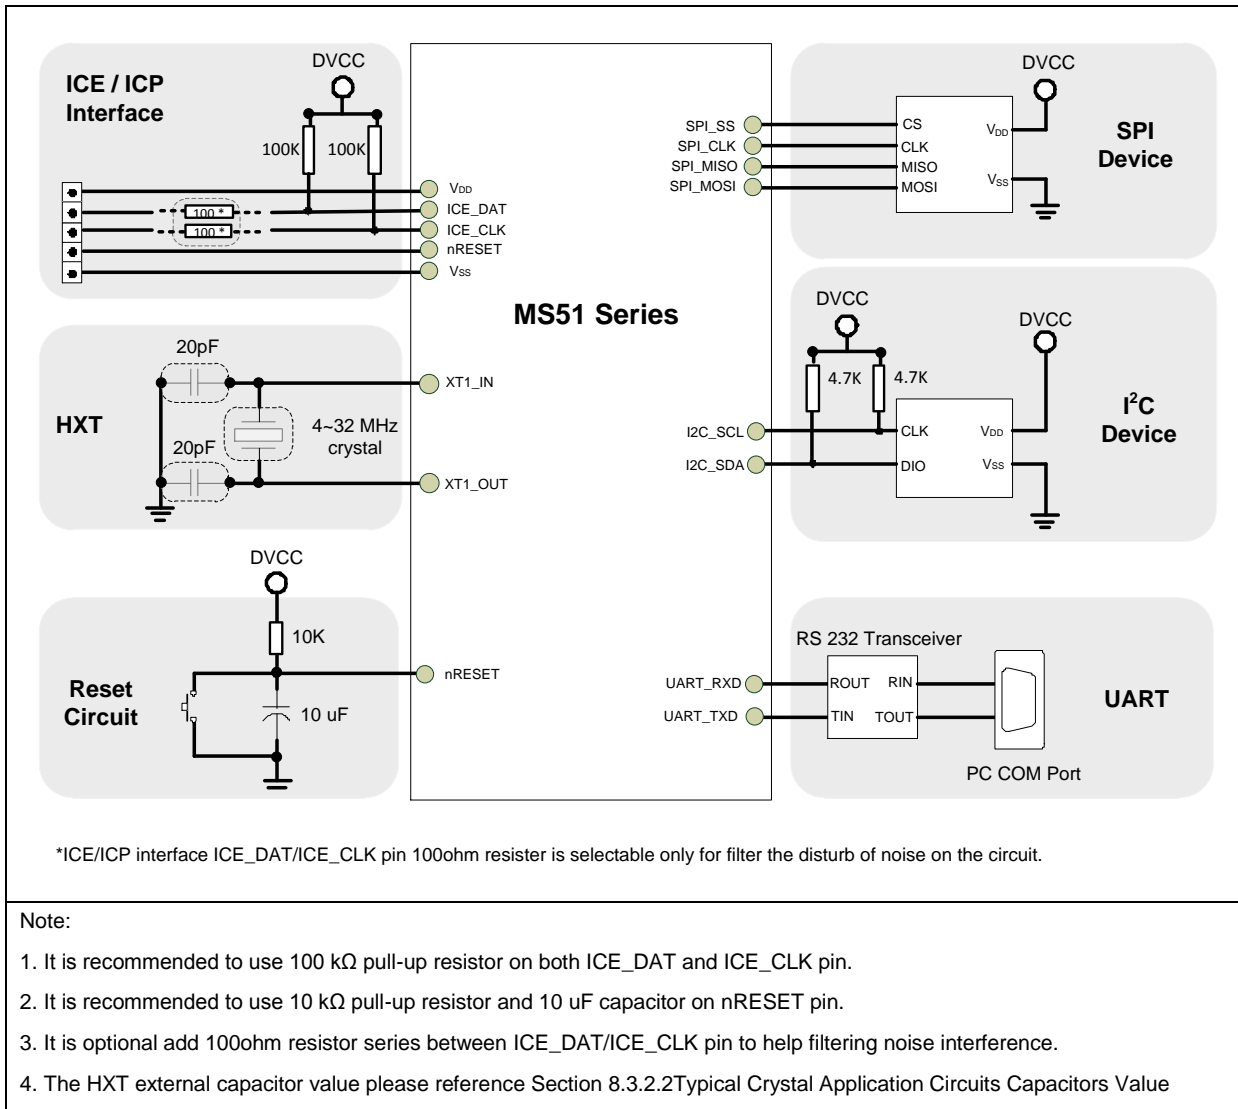 ICE / ICP
Interface
DVCC
100K
100K
VDD
ICE_DAT
ICE_CLK
nRESET
VSS
100 *
100 *
HXT
20pF
20pF
4~32 MHz
crystal
XT1_IN
XT1_OUT
DVCC
Reset
Circuit
10K
10 uF
nRESET
MS51 Series
SPI_SS
SPI_CLK
SPI_MISO
SPI_MOSI
CS
CLK
MISO
MOSI
VDD
VSS
DVCC
SPI
Device
DVCC
4.7K
4.7K
I2C_SCL
I2C_SDA
CLK
DIO
VDD
VSS
DVCC
I²C
Device
RS 232 Transceiver
UART_RXD
UART_TXD
ROUT
RIN
TIN
TOUT
UART
PC COM Port
*ICE/ICP interface ICE_DAT/ICE_CLK pin 100ohm resister is selectable only for filter the disturb of noise on the circuit.
Note:
1. It is recommended to use 100 kΩ pull-up resistor on both ICE_DAT and ICE_CLK pin.
2. It is recommended to use 10 kΩ pull-up resistor and 10 uF capacitor on nRESET pin.
3. It is optional add 100ohm resistor series between ICE_DAT/ICE_CLK pin to help filtering noise interference.
4. The HXT external capacitor value please reference Section 8.3.2.2Typical Crystal Application Circuits Capacitors Value